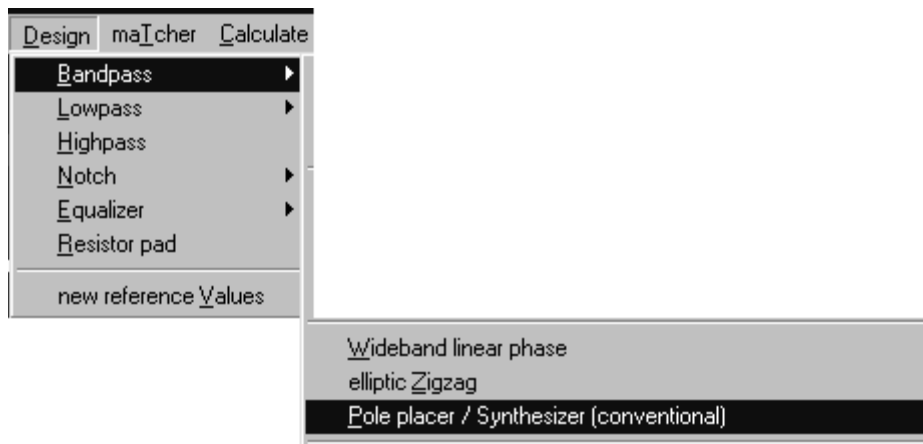 Design maTcher Calculate
Bandpass
Lowpass
Highpass
Notch
Equalizer
Resistor pad
new reference Values
Wideband linear phase
elliptic Zigzag
Pole placer / Synthesizer (conventional)